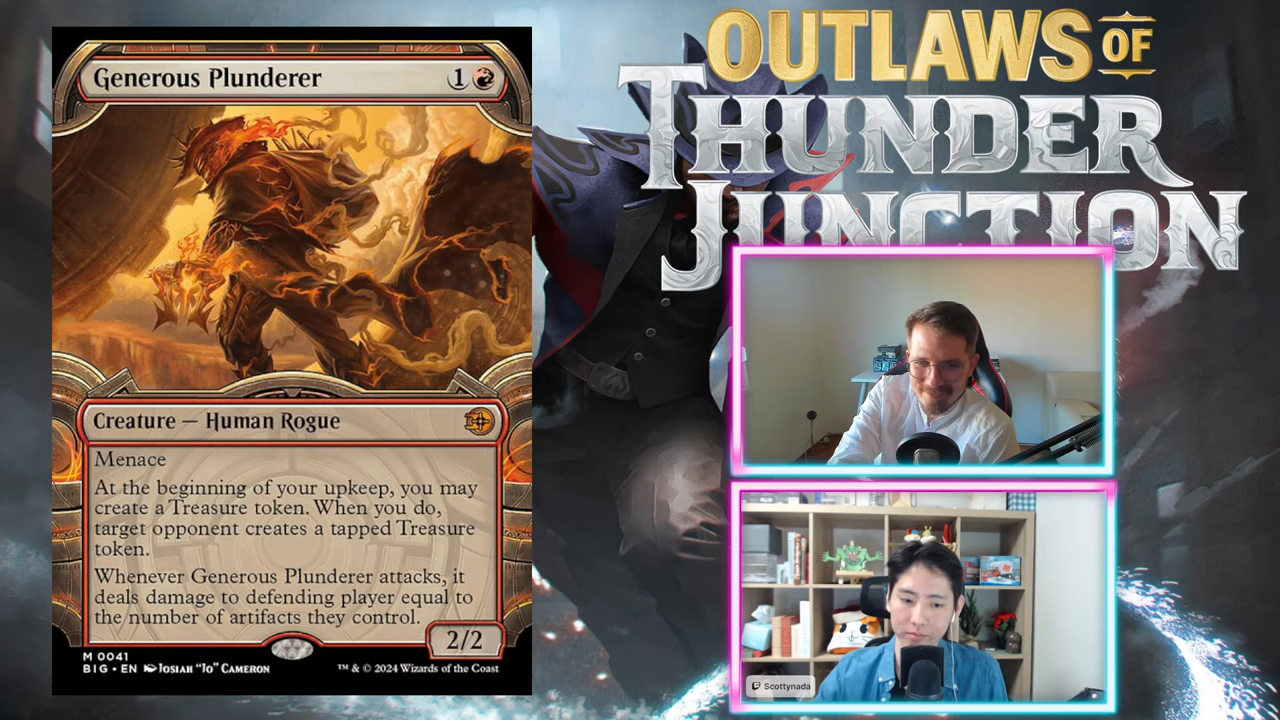 Generous Plunderer 1
Creature — Human Rogue
Menace
At the beginning of your upkeep, you may
create a Treasure token. When you do,
target opponent creates a tapped Treasure
token.
Whenever Generous Plunderer attacks, it
deals damage to defending player equal to
the number of artifacts they control.
2/2
M 0041
BIG • EN Josiah "Jo" Cameron
™ & © 2024 Wizards of the Coast
OUTLAWS OF
THUNDER
JUNCTION
Scottynada